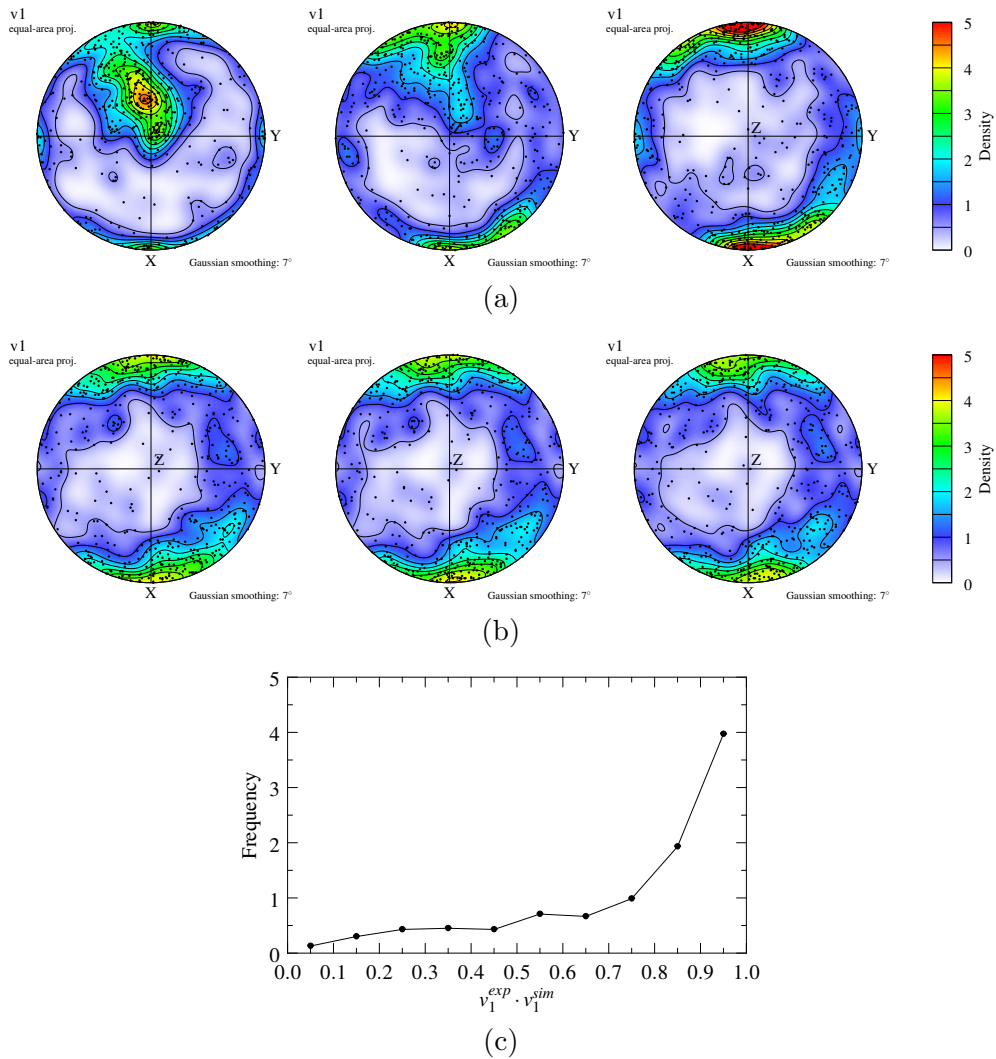 v1
equal-area proj.
Y
Z
X
Gaussian smoothing: 7°
v1
equal-area proj.
Y
Z
X
Gaussian smoothing: 7°
v1
equal-area proj.
Y
Z
X
Gaussian smoothing: 7°
5
4
3
2
1
0
Density
(a)
v1
equal-area proj.
Y
Z
X
Gaussian smoothing: 7°
v1
equal-area proj.
Y
Z
X
Gaussian smoothing: 7°
v1
equal-area proj.
Y
Z
X
Gaussian smoothing: 7°
5
4
3
2
1
0
Density
(b)
5
4
3
2
1
0
Frequency
0.0 0.1 0.2 0.3 0.4 0.5 0.6 0.7 0.8 0.9 1.0
v₁ᵉˣᵖ · v₁ˢⁱᵐ
(c)